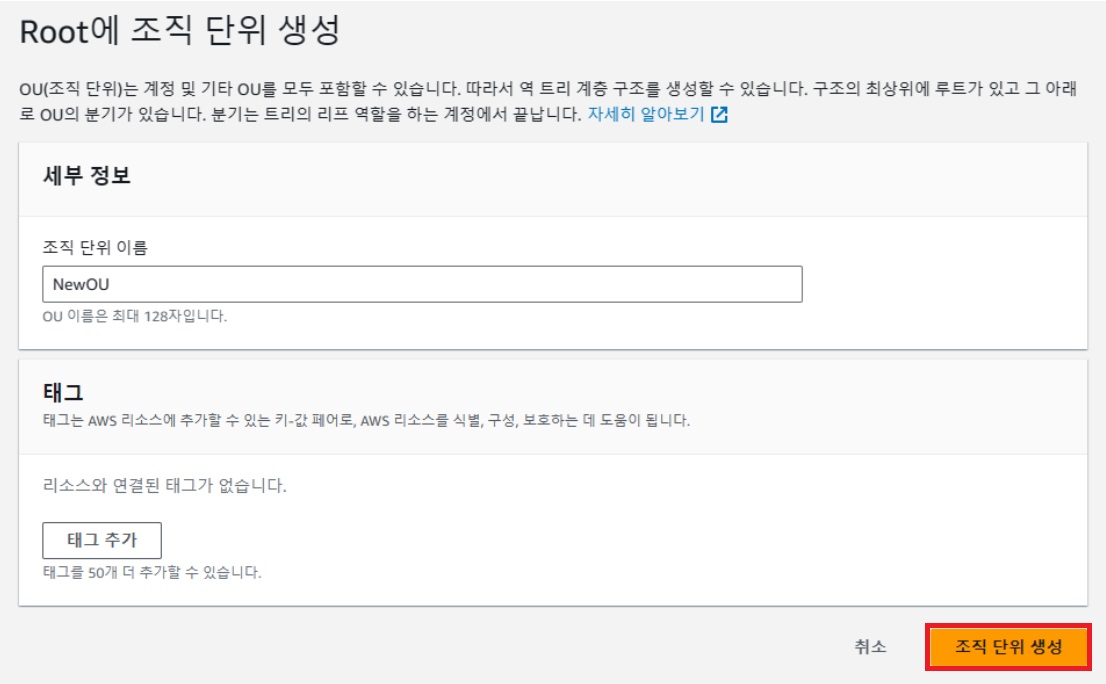 Root에 조직 단위 생성
OU(조직 단위)는 계정 및 기타 OU를 모두 포함할 수 있습니다. 따라서 역 트리 계층 구조를 생성할 수 있습니다. 구조의 최상위에 루트가 있고 그 아래
로 OU의 분기가 있습니다. 분기는 트리의 리프 역할을 하는 계정에서 끝납니다. 자세히 알아보기
세부 정보
조직 단위 이름
NewOU
OU 이름은 최대 128자입니다.
태그
태그는 AWS 리소스에 추가할 수 있는 키-값 페어로, AWS 리소스를 식별, 구성, 보호하는 데 도움이 됩니다.
리소스와 연결된 태그가 없습니다.
태그 추가
태그를 50개 더 추가할 수 있습니다.
취소
조직 단위 생성